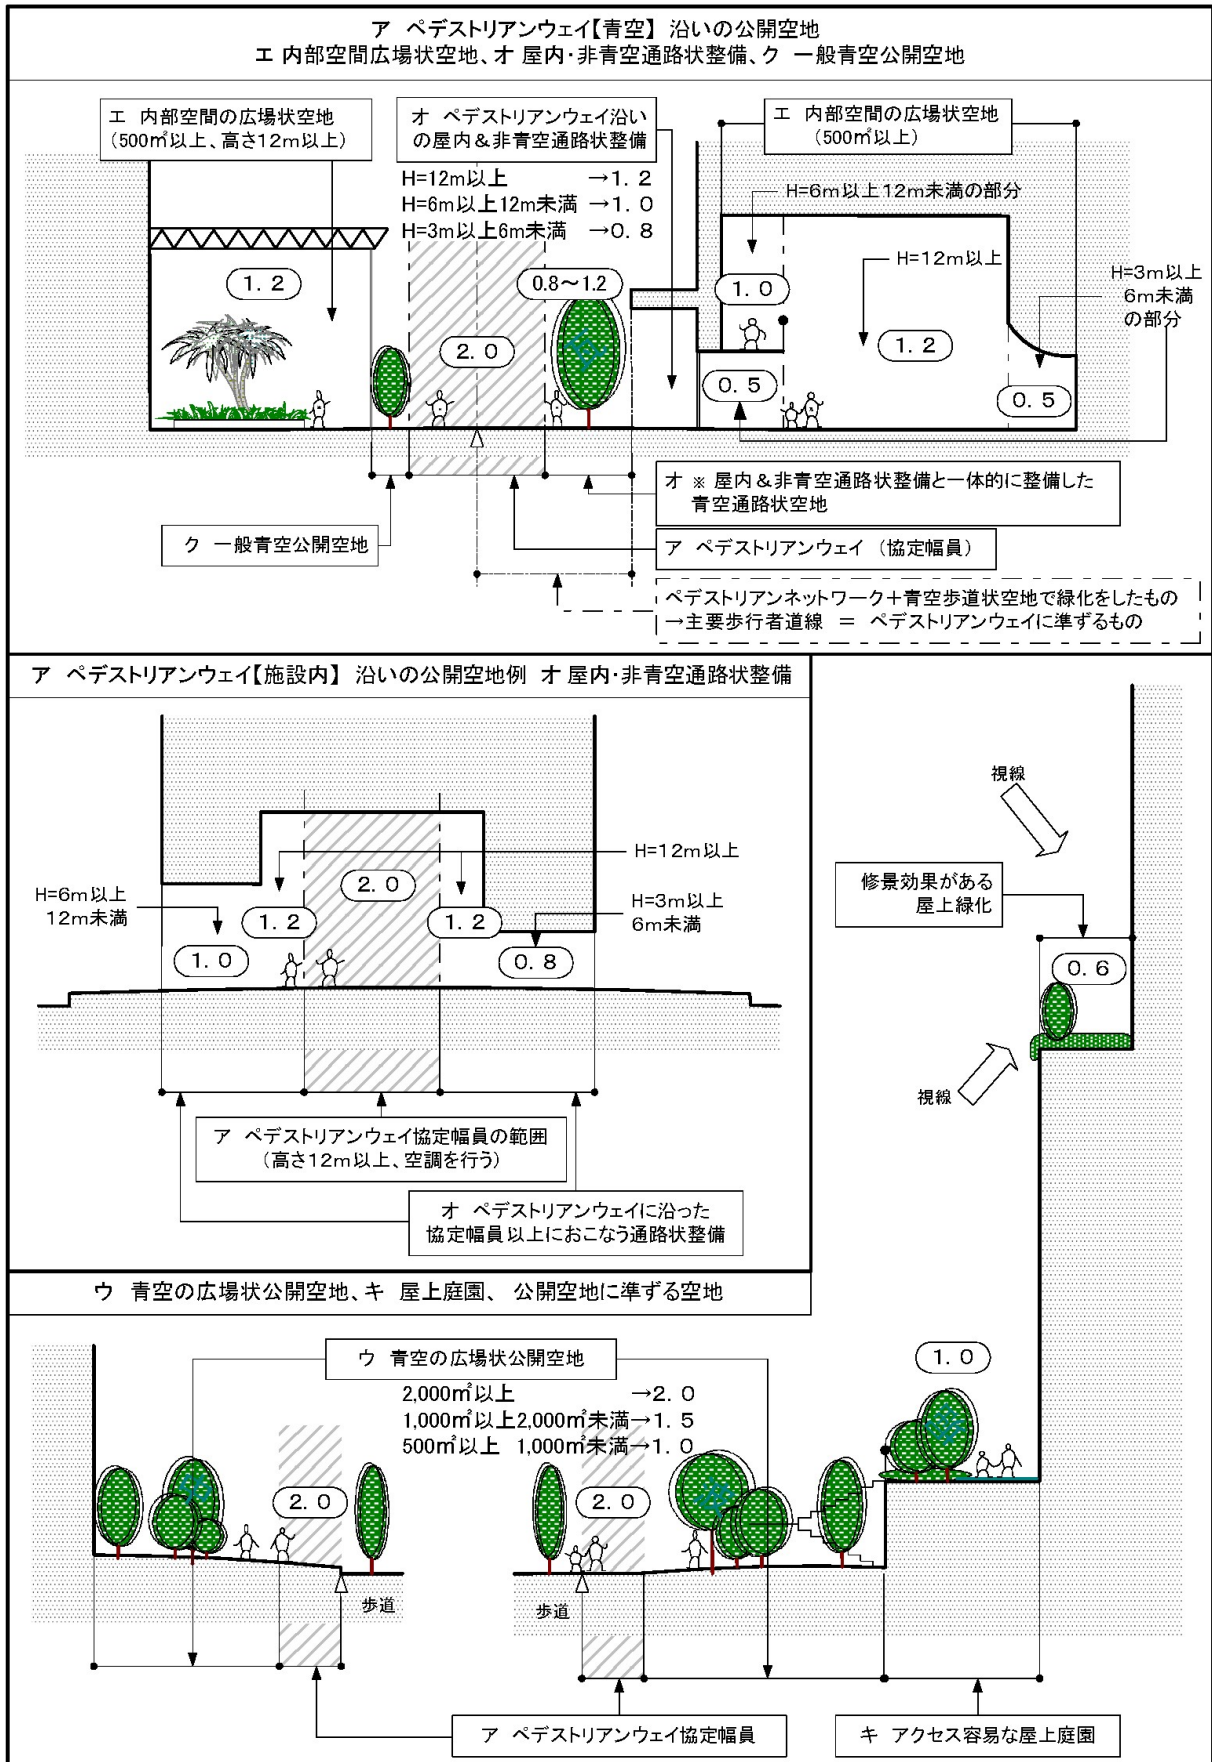 ア ペデストリアンウェイ【青空】 沿いの公開空地
エ 内部空間広場状空地、オ 屋内・非青空通路状整備、ク 一般青空公開空地
エ 内部空間の広場状空地
(500㎡以上、高さ12m以上)
オ ペデストリアンウェイ沿い
の屋内&非青空通路状整備
H=12m以上 →1.2
H=6m以上12m未満 →1.0
H=3m以上6m未満 →0.8
エ 内部空間の広場状空地
(500㎡以上)
H=6m以上12m未満の部分
H=12m以上
H=3m以上
6m未満
の部分
1.2
2.0
0.8~1.2
1.0
0.5
1.2
0.5
オ ※ 屋内&非青空通路状整備と一体的に整備した
青空通路状空地
ク 一般青空公開空地
ア ペデストリアンウェイ (協定幅員)
ペデストリアンネットワーク+青空歩道状空地で緑化をしたもの
→主要歩行者道線 = ペデストリアンウェイに準ずるもの
ア ペデストリアンウェイ【施設内】 沿いの公開空地例 オ 屋内・非青空通路状整備
H=12m以上
H=6m以上
12m未満
H=3m以上
6m未満
2.0
1.2
1.2
1.0
0.8
ア ペデストリアンウェイ協定幅員の範囲
(高さ12m以上、空調を行う)
オ ペデストリアンウェイに沿った
協定幅員以上におこなう通路状整備
視線
修景効果がある
屋上緑化
0.6
視線
ウ 青空の広場状公開空地、キ 屋上庭園、 公開空地に準ずる空地
ウ 青空の広場状公開空地
2,000㎡以上 →2.0
1,000㎡以上2,000㎡未満→1.5
500㎡以上 1,000㎡未満→1.0
1.0
2.0
2.0
歩道
歩道
ア ペデストリアンウェイ協定幅員
キ アクセス容易な屋上庭園